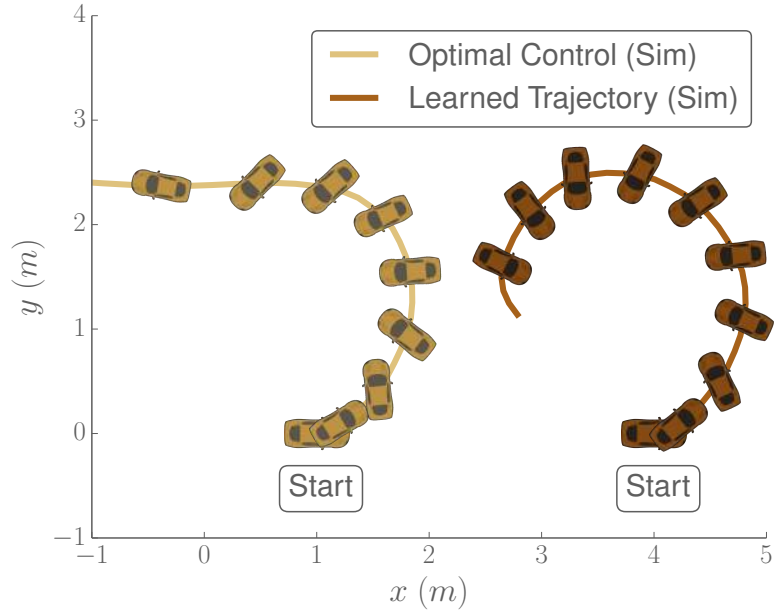 4
Optimal Control (Sim)
Learned Trajectory (Sim)
3
2
y (m)
1
0
Start
Start
−1
−1 0 1 2 3 4 5
x (m)